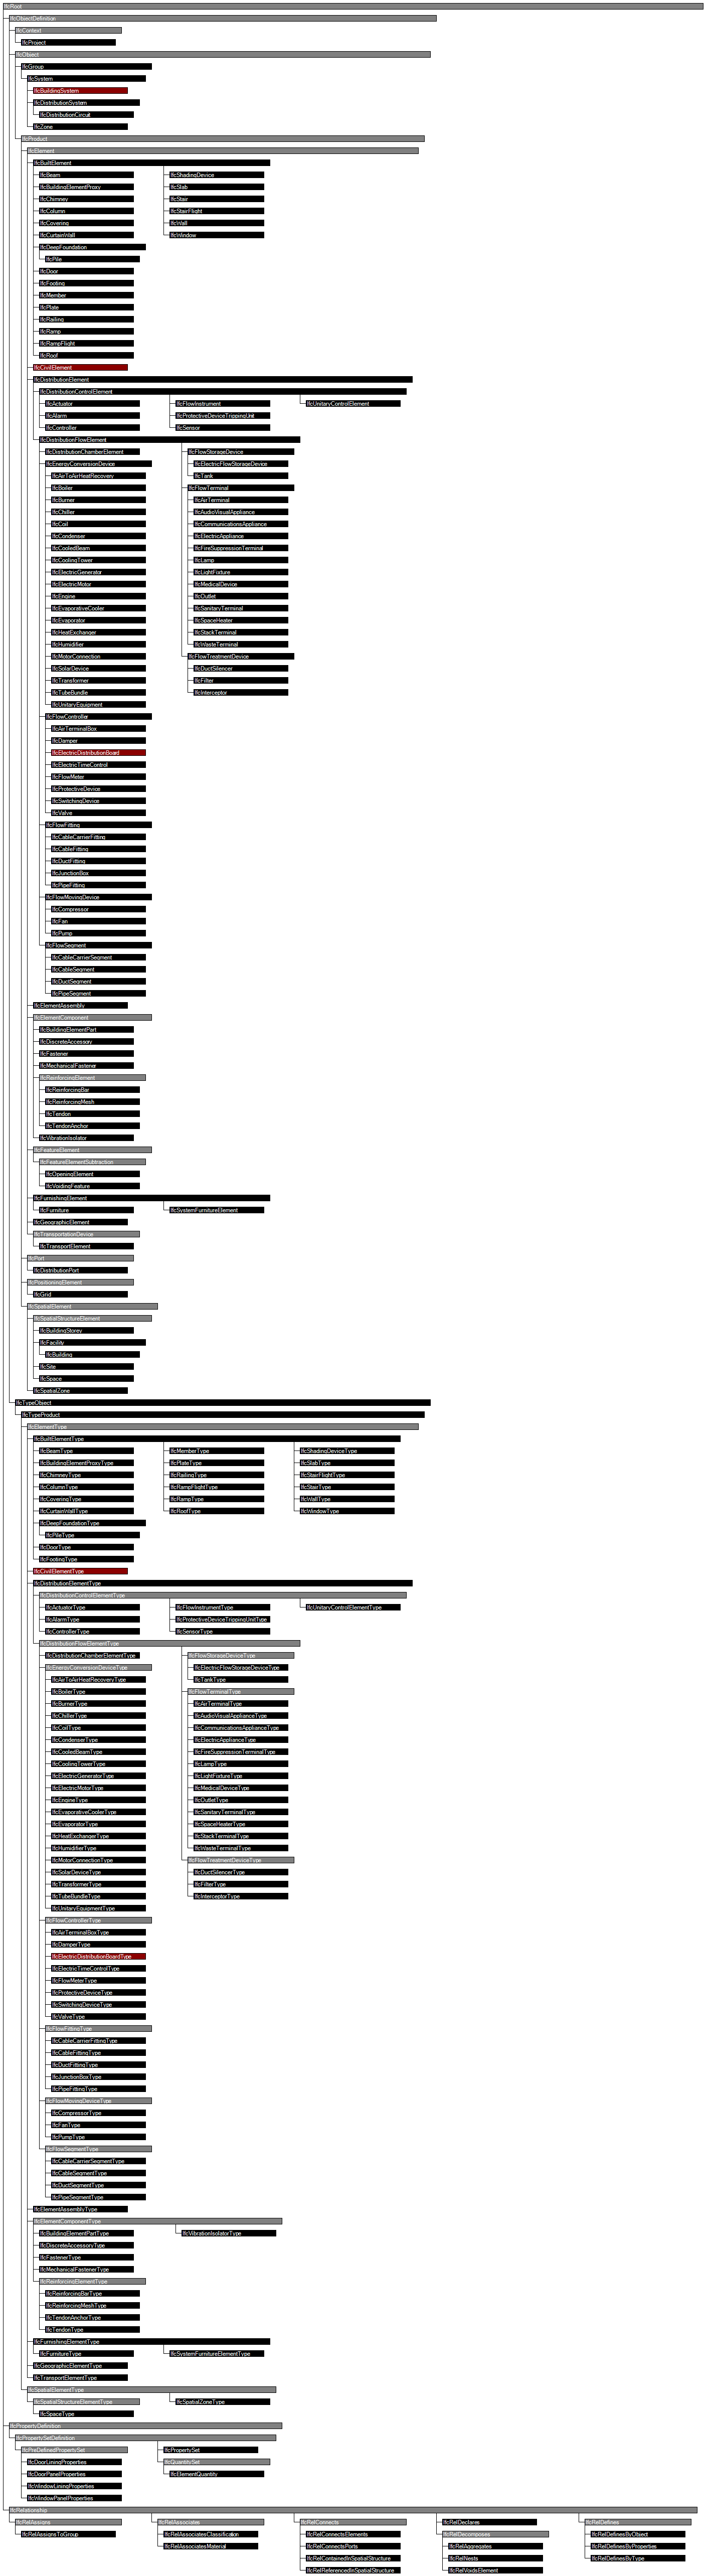 IfcRoot
IfcObjectDefinition
IfcContext
IfcProject
IfcObject
IfcGroup
IfcSystem
IfcBuildingSystem
IfcDistributionSystem
IfcDistributionCircuit
IfcZone
IfcProduct
IfcElement
IfcBuiltElement
IfcBeam
IfcBuildingElementProxy
IfcChimney
IfcColumn
IfcCovering
IfcCurtainWall
IfcDeepFoundation
IfcPile
IfcDoor
IfcFooting
IfcMember
IfcPlate
IfcRailing
IfcRamp
IfcRampFlight
IfcRoof
IfcShadingDevice
IfcSlab
IfcStair
IfcStairFlight
IfcWall
IfcWindow
IfcCivilElement
IfcDistributionElement
IfcDistributionControlElement
IfcActuator
IfcAlarm
IfcController
IfcFlowInstrument
IfcProtectiveDeviceTrippingUnit
IfcSensor
IfcUnitaryControlElement
IfcDistributionFlowElement
IfcDistributionChamberElement
IfcEnergyConversionDevice
IfcAirToAirHeatRecovery
IfcBoiler
IfcBurner
IfcChiller
IfcCoil
IfcCondenser
IfcCooledBeam
IfcCoolingTower
IfcElectricGenerator
IfcElectricMotor
IfcEngine
IfcEvaporativeCooler
IfcEvaporator
IfcHeatExchanger
IfcHumidifier
IfcMotorConnection
IfcSolarDevice
IfcTransformer
IfcTubeBundle
IfcUnitaryEquipment
IfcFlowController
IfcAirTerminalBox
IfcDamper
IfcElectricDistributionBoard
IfcElectricTimeControl
IfcFlowMeter
IfcProtectiveDevice
IfcSwitchingDevice
IfcValve
IfcFlowFitting
IfcCableCarrierFitting
IfcCableFitting
IfcDuctFitting
IfcJunctionBox
IfcPipeFitting
IfcFlowMovingDevice
IfcCompressor
IfcFan
IfcPump
IfcFlowSegment
IfcCableCarrierSegment
IfcCableSegment
IfcDuctSegment
IfcPipeSegment
IfcFlowStorageDevice
IfcElectricFlowStorageDevice
IfcTank
IfcFlowTerminal
IfcAirTerminal
IfcAudioVisualAppliance
IfcCommunicationsAppliance
IfcElectricAppliance
IfcFireSuppressionTerminal
IfcLamp
IfcLightFixture
IfcMedicalDevice
IfcOutlet
IfcSanitaryTerminal
IfcSpaceHeater
IfcStackTerminal
IfcWasteTerminal
IfcFlowTreatmentDevice
IfcDuctSilencer
IfcFilter
IfcInterceptor
IfcElementAssembly
IfcElementComponent
IfcBuildingElementPart
IfcDiscreteAccessory
IfcFastener
IfcMechanicalFastener
IfcReinforcingElement
IfcReinforcingBar
IfcReinforcingMesh
IfcTendon
IfcTendonAnchor
IfcVibrationIsolator
IfcFeatureElement
IfcFeatureElementSubtraction
IfcOpeningElement
IfcVoidingFeature
IfcFurnishingElement
IfcFurniture
IfcSystemFurnitureElement
IfcGeographicElement
IfcTransportationDevice
IfcTransportElement
IfcPort
IfcDistributionPort
IfcPositioningElement
IfcGrid
IfcSpatialElement
IfcSpatialStructureElement
IfcBuildingStorey
IfcFacility
IfcBuilding
IfcSite
IfcSpace
IfcSpatialZone
IfcTypeObject
IfcTypeProduct
IfcElementType
IfcBuiltElementType
IfcBeamType
IfcBuildingElementProxyType
IfcChimneyType
IfcColumnType
IfcCoveringType
IfcCurtainWallType
IfcDeepFoundationType
IfcPileType
IfcDoorType
IfcFootingType
IfcMemberType
IfcPlateType
IfcRailingType
IfcRampFlightType
IfcRampType
IfcRoofType
IfcShadingDeviceType
IfcSlabType
IfcStairFlightType
IfcStairType
IfcWallType
IfcWindowType
IfcCivilElementType
IfcDistributionElementType
IfcDistributionControlElementType
IfcActuatorType
IfcAlarmType
IfcControllerType
IfcFlowInstrumentType
IfcProtectiveDeviceTrippingUnitType
IfcSensorType
IfcUnitaryControlElementType
IfcDistributionFlowElementType
IfcDistributionChamberElementType
IfcEnergyConversionDeviceType
IfcAirToAirHeatRecoveryType
IfcBoilerType
IfcBurnerType
IfcChillerType
IfcCoilType
IfcCondenserType
IfcCooledBeamType
IfcCoolingTowerType
IfcElectricGeneratorType
IfcElectricMotorType
IfcEngineType
IfcEvaporativeCoolerType
IfcEvaporatorType
IfcHeatExchangerType
IfcHumidifierType
IfcMotorConnectionType
IfcSolarDeviceType
IfcTransformerType
IfcTubeBundleType
IfcUnitaryEquipmentType
IfcFlowControllerType
IfcAirTerminalBoxType
IfcDamperType
IfcElectricDistributionBoardType
IfcElectricTimeControlType
IfcFlowMeterType
IfcProtectiveDeviceType
IfcSwitchingDeviceType
IfcValveType
IfcFlowFittingType
IfcCableCarrierFittingType
IfcCableFittingType
IfcDuctFittingType
IfcJunctionBoxType
IfcPipeFittingType
IfcFlowMovingDeviceType
IfcCompressorType
IfcFanType
IfcPumpType
IfcFlowSegmentType
IfcCableCarrierSegmentType
IfcCableSegmentType
IfcDuctSegmentType
IfcPipeSegmentType
IfcFlowStorageDeviceType
IfcElectricFlowStorageDeviceType
IfcTankType
IfcFlowTerminalType
IfcAirTerminalType
IfcAudioVisualApplianceType
IfcCommunicationsApplianceType
IfcElectricApplianceType
IfcFireSuppressionTerminalType
IfcLampType
IfcLightFixtureType
IfcMedicalDeviceType
IfcOutletType
IfcSanitaryTerminalType
IfcSpaceHeaterType
IfcStackTerminalType
IfcWasteTerminalType
IfcFlowTreatmentDeviceType
IfcDuctSilencerType
IfcFilterType
IfcInterceptorType
IfcElementAssemblyType
IfcElementComponentType
IfcBuildingElementPartType
IfcDiscreteAccessoryType
IfcFastenerType
IfcMechanicalFastenerType
IfcReinforcingElementType
IfcReinforcingBarType
IfcReinforcingMeshType
IfcTendonAnchorType
IfcTendonType
IfcVibrationIsolatorType
IfcFurnishingElementType
IfcFurnitureType
IfcSystemFurnitureElementType
IfcGeographicElementType
IfcTransportElementType
IfcSpatialElementType
IfcSpatialStructureElementType
IfcSpaceType
IfcSpatialZoneType
IfcPropertyDefinition
IfcPropertySetDefinition
IfcPreDefinedPropertySet
IfcDoorLiningProperties
IfcDoorPanelProperties
IfcWindowLiningProperties
IfcWindowPanelProperties
IfcPropertySet
IfcQuantitySet
IfcElementQuantity
IfcRelationship
IfcRelAssigns
IfcRelAssignsToGroup
IfcRelAssociates
IfcRelAssociatesClassification
IfcRelAssociatesMaterial
IfcRelConnects
IfcRelConnectsElements
IfcRelConnectsPorts
IfcRelContainedInSpatialStructure
IfcRelReferencedInSpatialStructure
IfcRelDeclares
IfcRelDecomposes
IfcRelAggregates
IfcRelNests
IfcRelVoidsElement
IfcRelDefines
IfcRelDefinesByObject
IfcRelDefinesByProperties
IfcRelDefinesByType